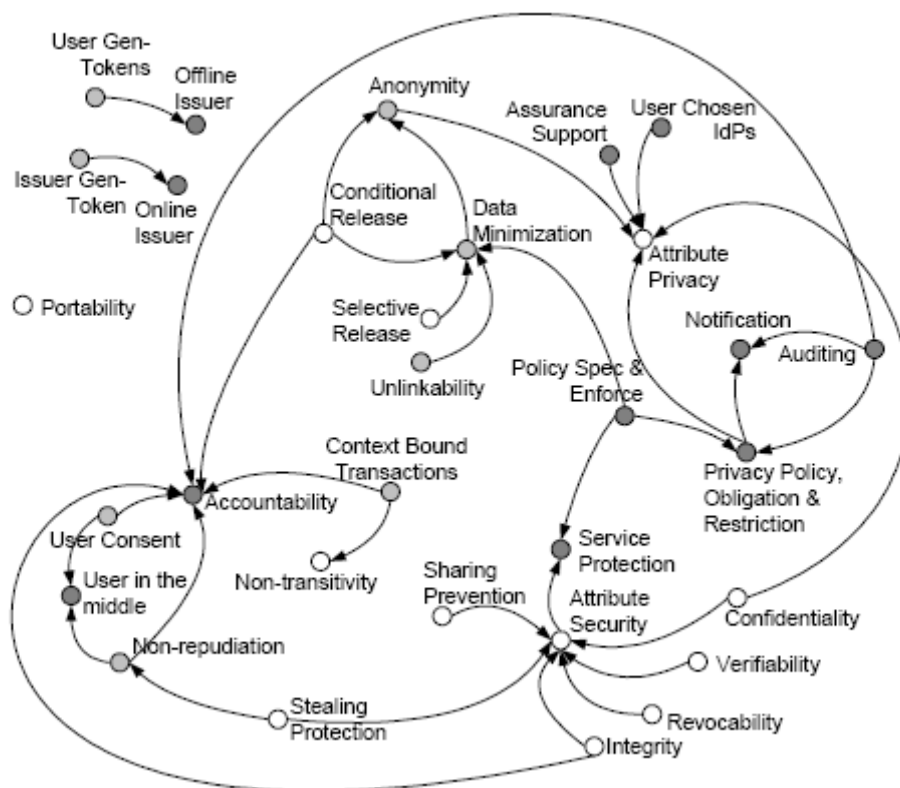 User Gen-
Tokens
Offline
Issuer
Anonymity
Assurance
Support
User Chosen
IdPs
Issuer Gen-
Token
Online
Issuer
Conditional
Release
Data
Minimization
Attribute
Privacy
Portability
Selective
Release
Notification
Auditing
Unlinkability
Policy Spec &
Enforce
Context Bound
Transactions
Privacy Policy,
Obligation &
Restriction
Accountability
User Consent
Non-transitivity
Service
Protection
User in the
middle
Sharing
Prevention
Attribute
Security
Confidentiality
Non-repudiation
Verifiability
Stealing
Protection
Revocability
Integrity